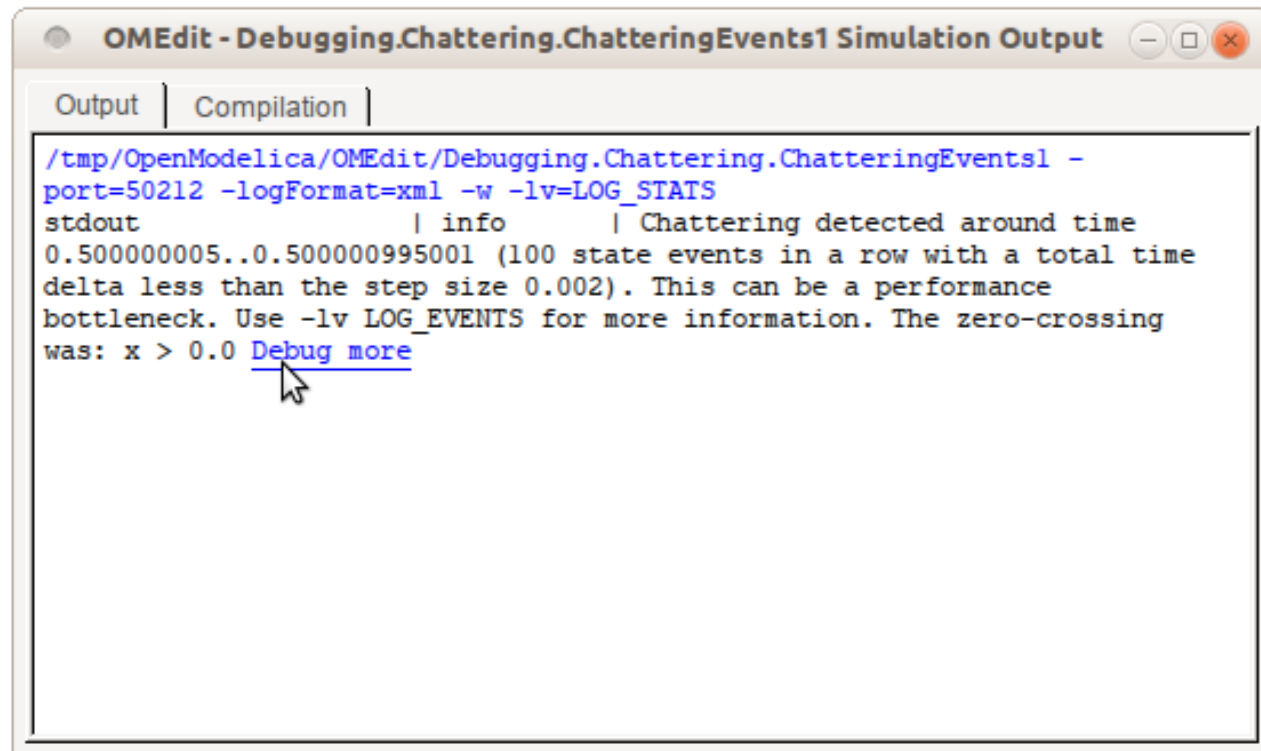 OMEdit - Debugging.Chattering.ChatteringEvents1 Simulation Output
Output Compilation
/tmp/OpenModelica/OMEdit/Debugging.Chattering.ChatteringEvents1 -
port=50212 -logFormat=xml -w -lv=LOG_STATS
stdout | info | Chattering detected around time
0.500000005..0.500000995001 (100 state events in a row with a total time
delta less than the step size 0.002). This can be a performance
bottleneck. Use -lv LOG_EVENTS for more information. The zero-crossing
was: x > 0.0 Debug more